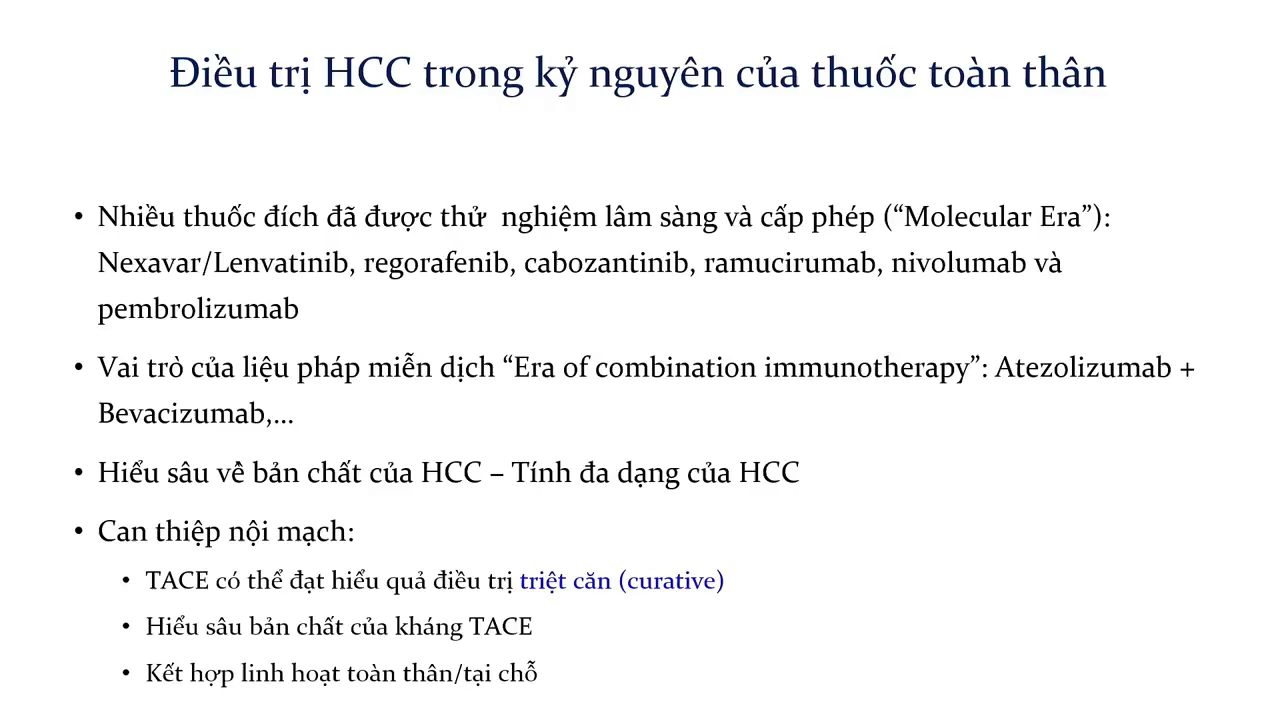 Điều trị HCC trong kỷ nguyên của thuốc toàn thân
• Nhiều thuốc đích đã được thử  nghiệm lâm sàng và cấp phép (“Molecular Era”):
Nexavar/Lenvatinib, regorafenib, cabozantinib, ramucirumab, nivolumab và
pembrolizumab
• Vai trò của liệu pháp miễn dịch “Era of combination immunotherapy”: Atezolizumab +
Bevacizumab,...
• Hiểu sâu về bản chất của HCC – Tính đa dạng của HCC
• Can thiệp nội mạch:
• TACE có thể đạt hiểu quả điều trị triệt căn (curative)
• Hiểu sâu bản chất của kháng TACE
• Kết hợp linh hoạt toàn thân/tại chỗ